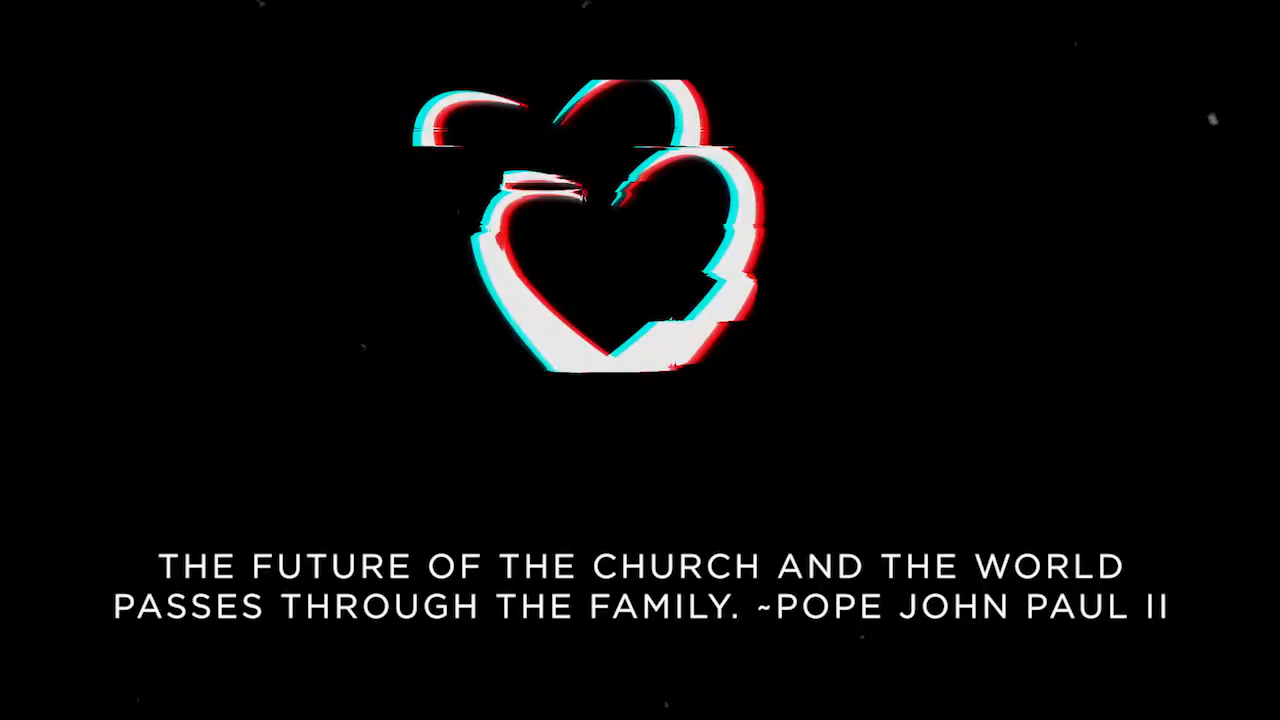 THE FUTURE OF THE CHURCH AND THE WORLD
PASSES THROUGH THE FAMILY. ~POPE JOHN PAUL II